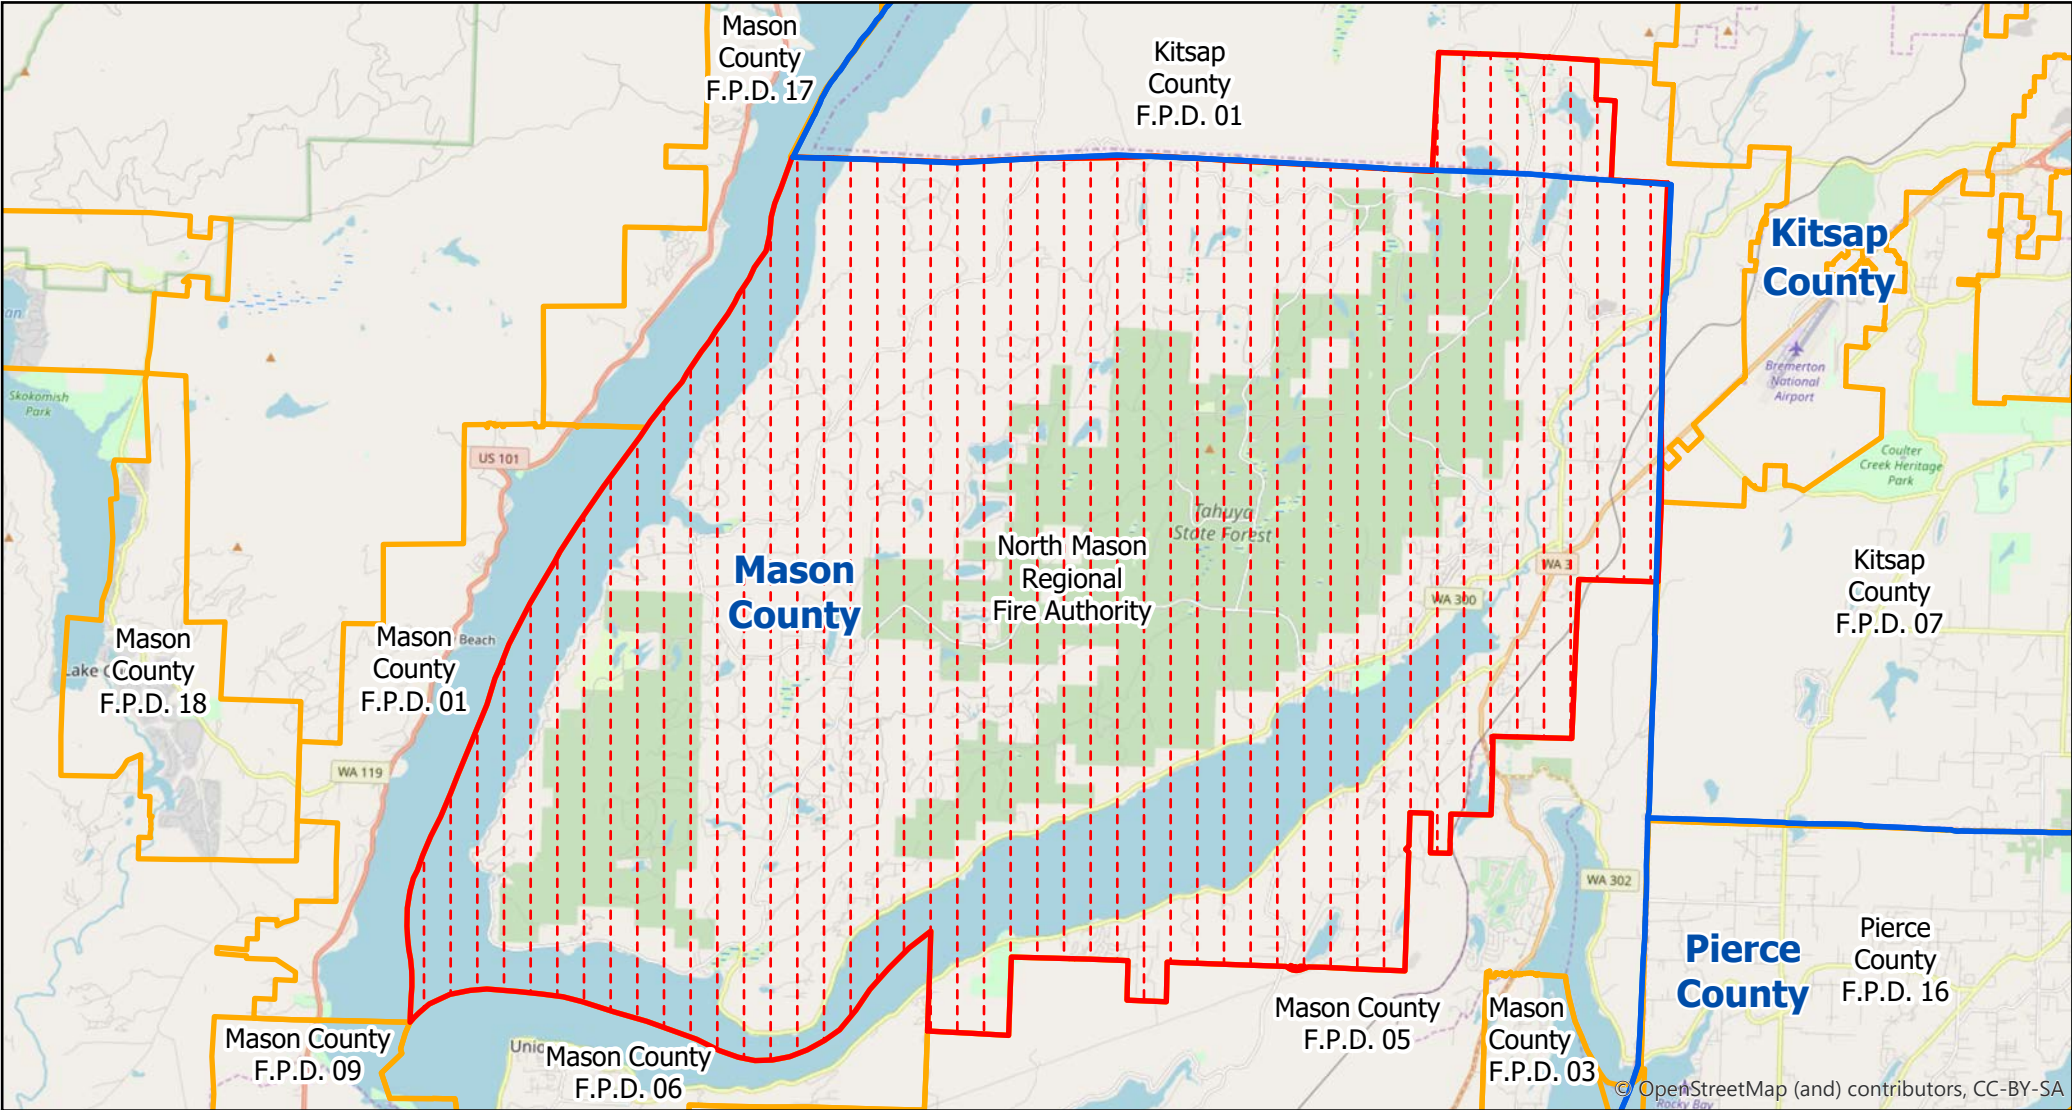 Mason
County
F.P.D. 17
Kitsap
County
F.P.D. 01
Kitsap
County
Bremerton
National
Airport
Skokomish
Park
US 101
Coulter
Creek Heritage
Park
Tahuya
State Forest
North Mason
Regional
Fire Authority
Mason
County
WA 3
WA 300
Kitsap
County
F.P.D. 07
Mason
County
F.P.D. 18
Lake
Mason
County
F.P.D. 01
Beach
WA 119
WA 302
Pierce
County
Pierce
County
F.P.D. 16
Mason County
F.P.D. 09
Mason County
F.P.D. 06
Mason County
F.P.D. 05
Mason
County
F.P.D. 03
© OpenStreetMap (and) contributors, CC-BY-SA
Rocky Bay